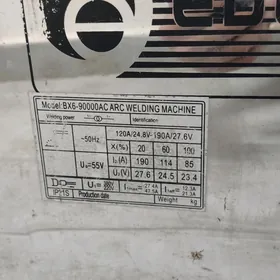 Model:BX6-90000AC ARC WELDING MACHINE
Welding power Identification
~50Hz 120A/24.8V-190A/27.6V
X(%) 20 60 100
U₀=55V I₂(A) 190 114 85
U₂(V) 27.6 24.5 23.4
Production date Weight kg